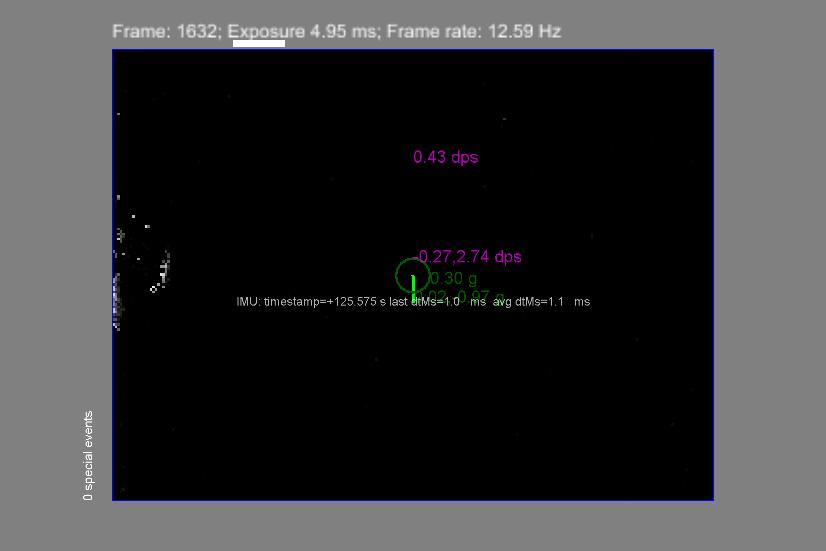 Frame: 1632; Exposure 4.95 ms; Frame rate: 12.59 Hz
0.43 dps
-0.27,2.74 dps
0.30 g
IMU: timestamp=+125.575 s last dtMs=1.0 ms avg dtMs=1.1 ms
0 special events